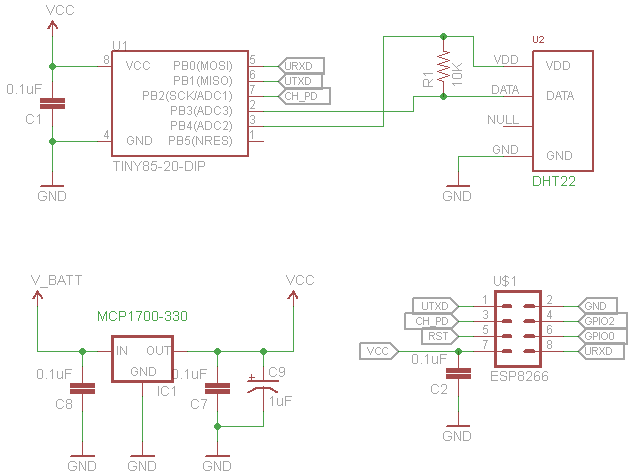 VCC
U1
8
VCC
PB0(MOSI)
5
URXD
PB1(MISO)
6
UTXD
PB2(SCK/ADC1)
7
CH_PD
PB3(ADC3)
2
PB4(ADC2)
3
4
GND
PB5(NRES)
1
TINY85-20-DIP
0.1uF
C1
GND
R1
10K
U2
VDD
VDD
DATA
DATA
NULL
GND
GND
DHT22
GND
V_BATT
VCC
MCP1700-330
IN
OUT
GND
IC1
0.1uF
C8
0.1uF
C7
+
C9
1uF
GND
GND
GND
U$1
UTXD
1
2
GND
CH_PD
3
4
GPIO2
RST
5
6
GPIO0
VCC
7
8
URXD
0.1uF
C2
ESP8266
GND